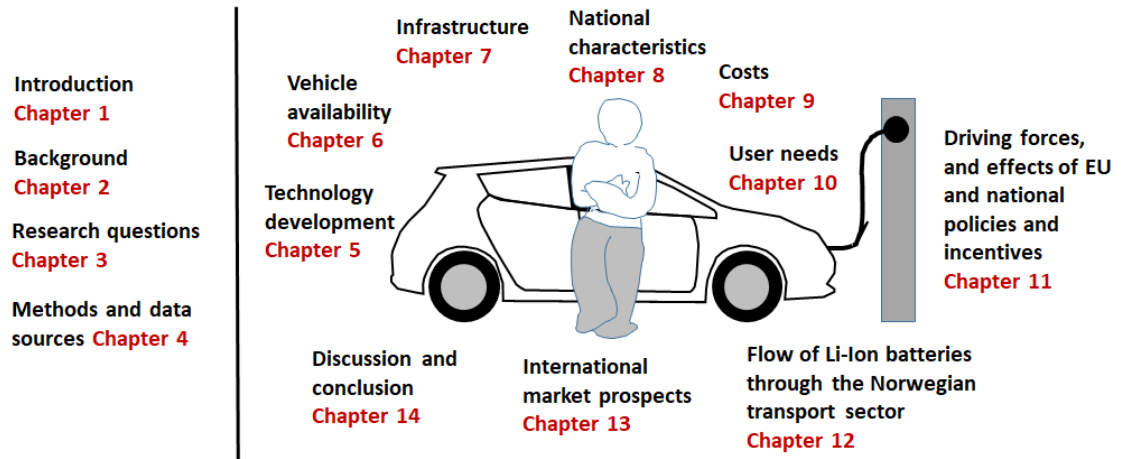 Introduction
Chapter 1
Background
Chapter 2
Research questions
Chapter 3
Methods and data
sources Chapter 4
Technology
development
Chapter 5
Vehicle
availability
Chapter 6
Infrastructure
Chapter 7
National
characteristics
Chapter 8
Costs
Chapter 9
User needs
Chapter 10
Driving forces,
and effects of EU
and national
policies and
incentives
Chapter 11
Flow of Li-Ion batteries
through the Norwegian
transport sector
Chapter 12
International
market prospects
Chapter 13
Discussion and
conclusion
Chapter 14